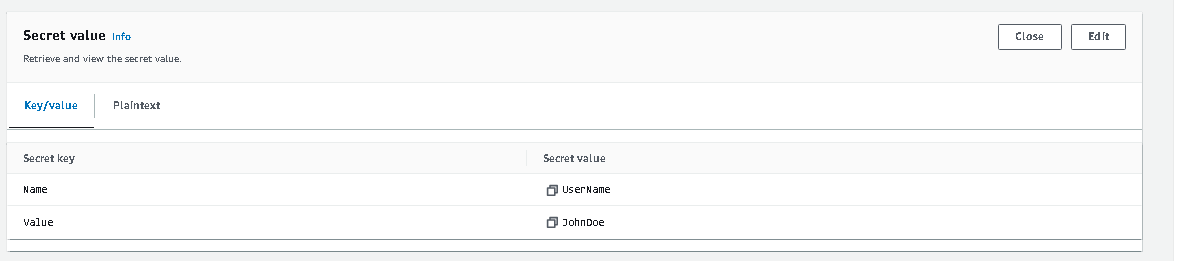 Secret value Info
Close Edit
Retrieve and view the secret value.
Key/value Plaintext
Secret key Secret value
Name UserName
Value JohnDoe